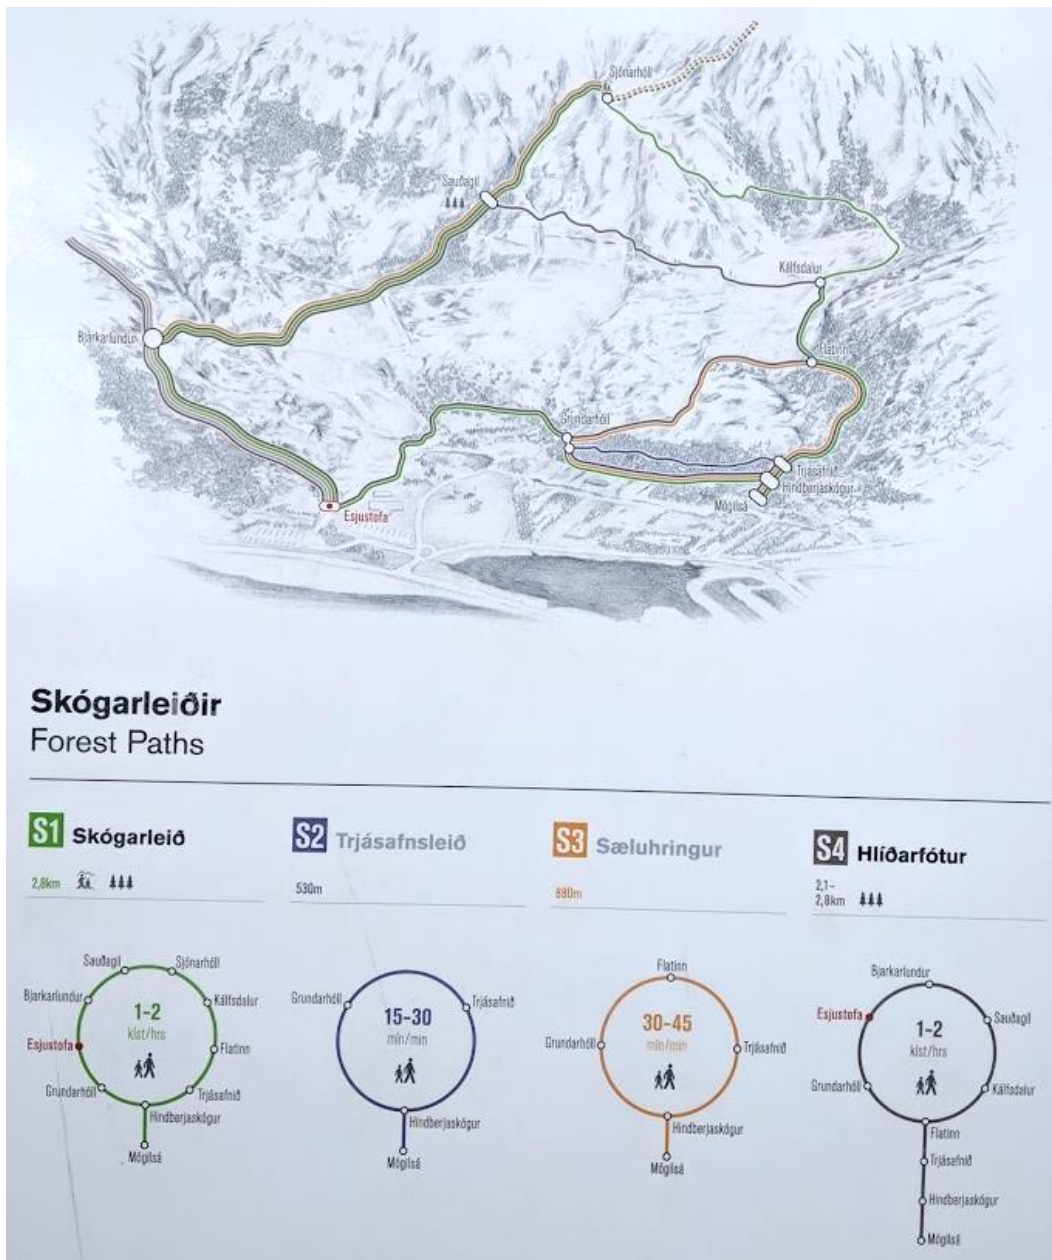 Sjónarhóll
Sauðagil
Kálfsdalur
Bjarkarlundur
Flatinn
Grundarhóll
Trjásafnið
Hindberjaskógur
Mógilsá
Esjustofa
Skógarleiðir
Forest Paths
S1 Skógarleið
2,8km
S2 Trjásafnsleið
530m
S3 Sæluhringur
880m
S4 Hlíðarfótur
2,1–
2,8km
Sauðagil
Sjónarhóll
Bjarkarlundur
Kálfsdalur
1-2
klst/hrs
Esjustofa
Flatinn
Grundarhóll
Trjásafnið
Hindberjaskógur
Mógilsá
Grundarhóll
Trjásafnið
15-30
mín/min
Hindberjaskógur
Mógilsá
Flatinn
30-45
mín/min
Grundarhóll
Trjásafnið
Hindberjaskógur
Mógilsá
Bjarkarlundur
Esjustofa
Sauðagil
1-2
klst/hrs
Grundarhóll
Kálfsdalur
Flatinn
Trjásafnið
Hindberjaskógur
Mógilsá